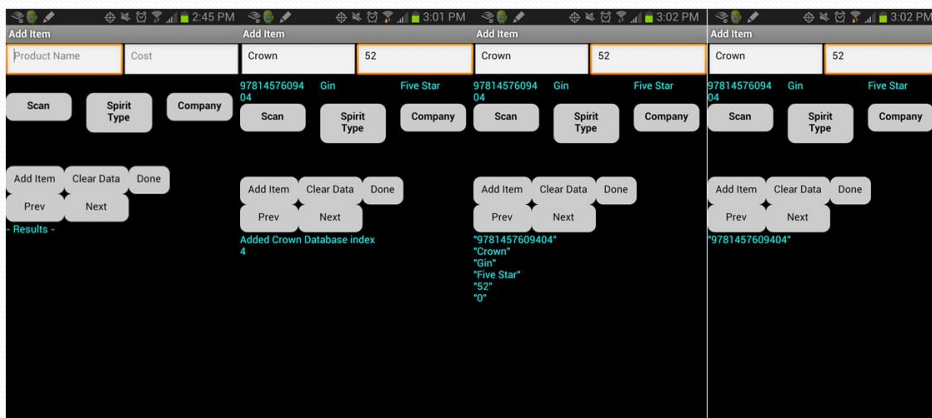 2:45 PM
Add Item
Product Name
Cost
Scan
Spirit
Type
Company
Add Item
Clear Data
Done
Prev
Next
- Results -
3:01 PM
Add Item
Crown
52
97814576094
04
Gin
Five Star
Scan
Spirit
Type
Company
Add Item
Clear Data
Done
Prev
Next
Added Crown Database index
4
3:02 PM
Add Item
Crown
52
97814576094
04
Gin
Five Star
Scan
Spirit
Type
Company
Add Item
Clear Data
Done
Prev
Next
"9781457609404"
"Crown"
"Gin"
"Five Star"
"52"
"0"
3:02 PM
Add Item
Crown
52
97814576094
04
Gin
Five Star
Scan
Spirit
Type
Company
Add Item
Clear Data
Done
Prev
Next
"9781457609404"